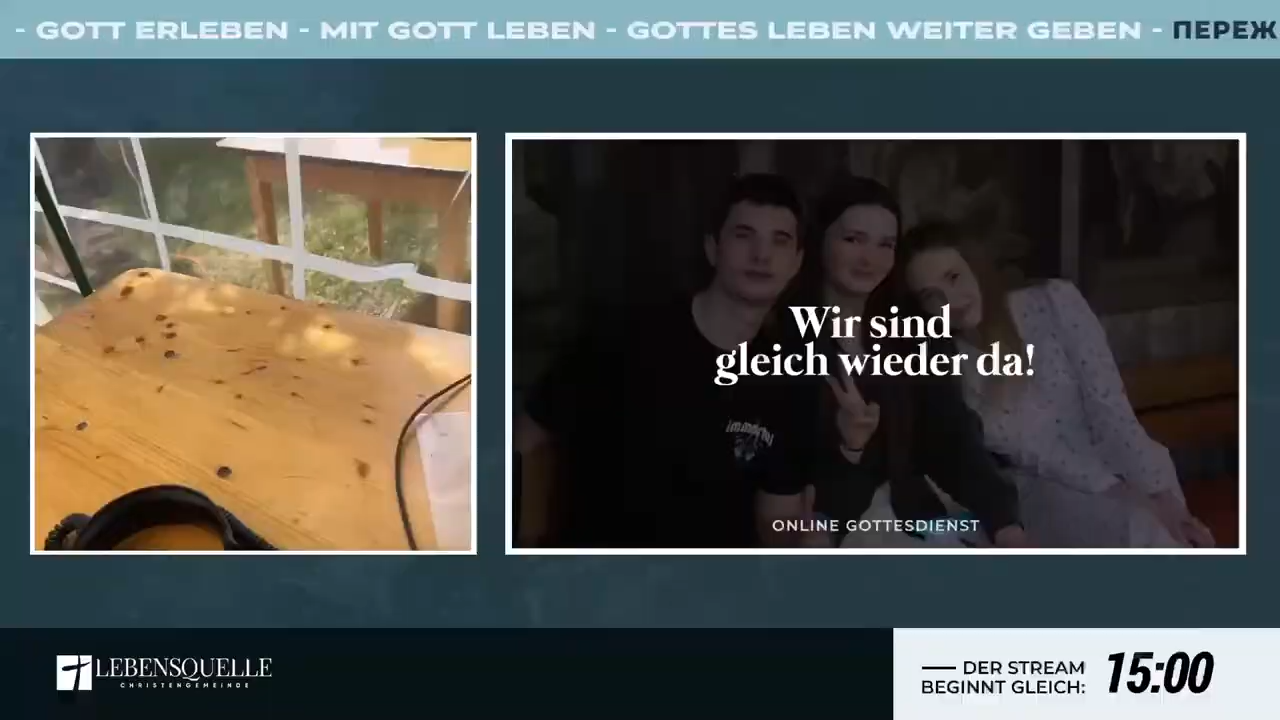 - GOTT ERLEBEN - MIT GOTT LEBEN - GOTTES LEBEN WEITER GEBEN - ПЕРЕЖ
Wir sind
gleich wieder da!
ONLINE GOTTESDIENST
LEBENSQUELLE
CHRISTENGEMEINDE
DER STREAM
BEGINNT GLEICH:
15:00